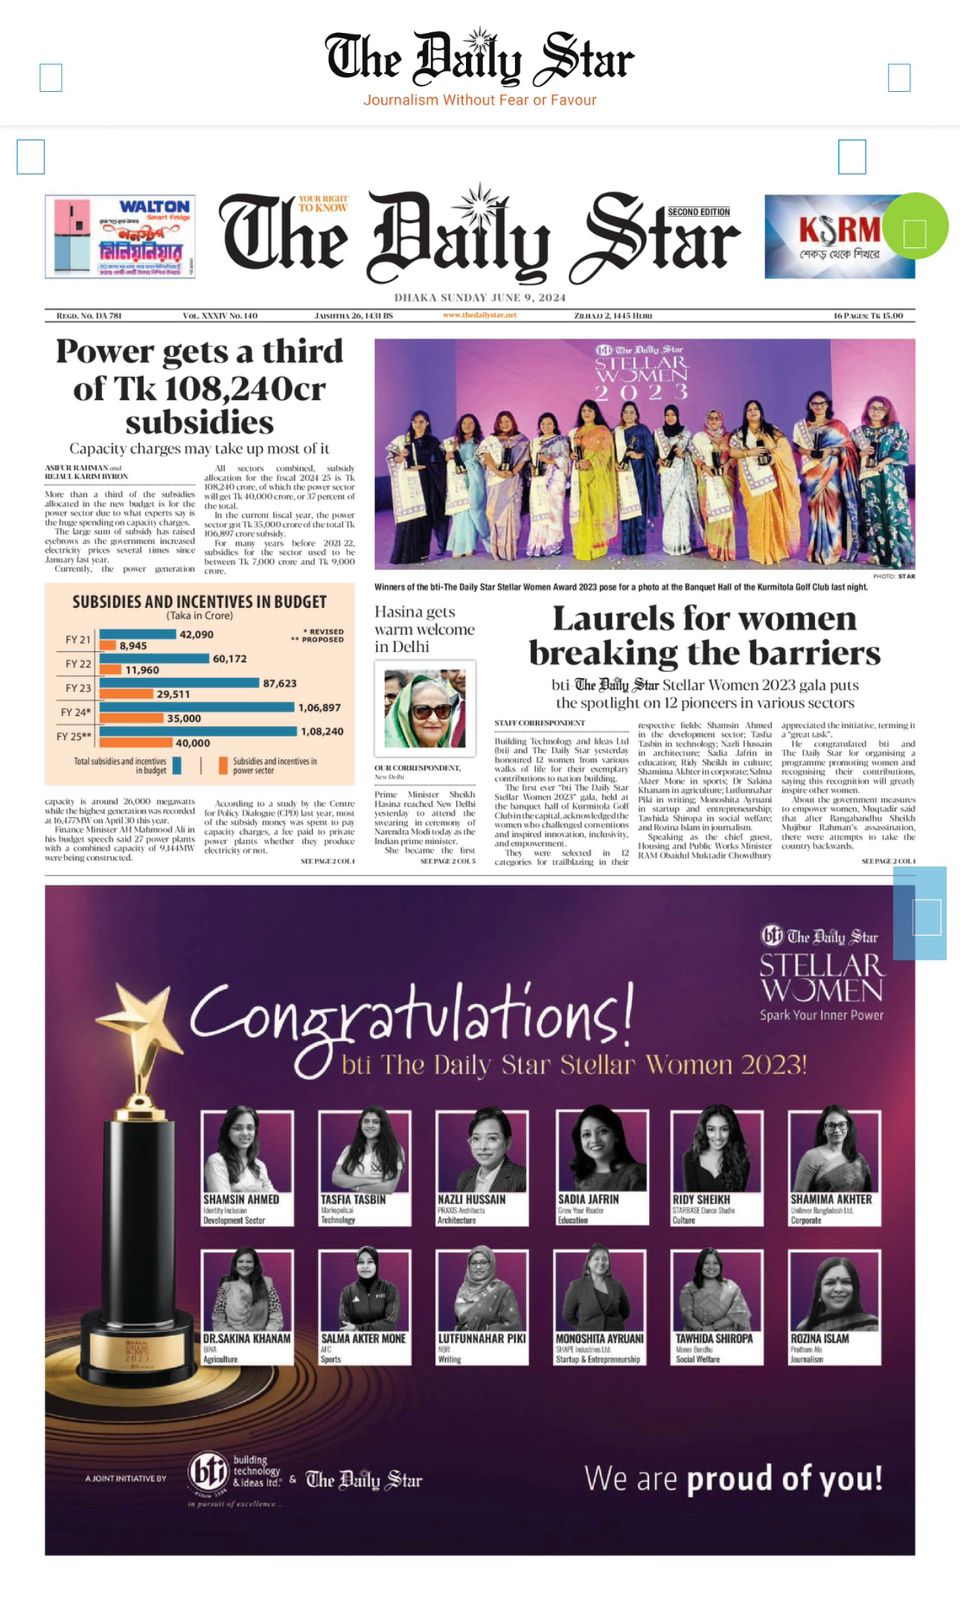 The Daily Star
Journalism Without Fear or Favour
WALTON
Smart Fridge
ননস্টপ
মিলিয়নিয়ার
YOUR RIGHT
TO KNOW
The Daily Star
SECOND EDITION
KSRM
শেকড় থেকে শিখরে
DHAKA SUNDAY JUNE 9, 2024
REGD. NO. DA 781
VOL. XXXIV No. 140
JAISHTHA 26, 1431 BS
www.thedailystar.net
ZILHAJJ 2, 1445 HIJRI
16 PAGES: TK 15.00
Power gets a third
of Tk 108,240cr
subsidies
Capacity charges may take up most of it
ASIFUR RAHMAN and
REJAUL KARIM BYRON
More than a third of the subsidies
allocated in the new budget is for the
power sector due to what experts say is
the huge spending on capacity charges.
The large sum of subsidy has raised
eyebrows as the government increased
electricity prices several times since
January last year.
Currently, the power generation
All sectors combined, subsidy
allocation for the fiscal 2024-25 is Tk
108,240 crore, of which the power sector
will get Tk 40,000 crore, or 37 percent of
the total.
In the current fiscal year, the power
sector got Tk 35,000 crore of the total Tk
106,897 crore subsidy.
For many years before 2021-22,
subsidies for the sector used to be
between Tk 7,000 crore and Tk 9,000
crore.
SUBSIDIES AND INCENTIVES IN BUDGET
(Taka in Crore)
* REVISED
** PROPOSED
FY 21
42,090
8,945
FY 22
60,172
11,960
FY 23
87,623
29,511
FY 24*
1,06,897
35,000
FY 25**
1,08,240
40,000
Total subsidies and incentives
in budget
Subsidies and incentives in
power sector
capacity is around 26,000 megawatts
while the highest generation was recorded
at 16,477MW on April 30 this year.
Finance Minister AH Mahmood Ali in
his budget speech said 27 power plants
with a combined capacity of 9,144MW
were being constructed.
According to a study by the Centre
for Policy Dialogue (CPD) last year, most
of the subsidy money was spent to pay
capacity charges, a fee paid to private
power plants whether they produce
electricity or not.
SEE PAGE 2 COL 1
bti The Daily Star
STELLAR
WOMEN
2023
PHOTO: STAR
Winners of the bti-The Daily Star Stellar Women Award 2023 pose for a photo at the Banquet Hall of the Kurmitola Golf Club last night.
Hasina gets
warm welcome
in Delhi
OUR CORRESPONDENT,
New Delhi
Prime Minister Sheikh
Hasina reached New Delhi
yesterday to attend the
swearing in ceremony of
Narendra Modi today as the
Indian prime minister.
She became the first
SEE PAGE 2 COL 5
Laurels for women
breaking the barriers
bti-The Daily Star Stellar Women 2023 gala puts
the spotlight on 12 pioneers in various sectors
STAFF CORRESPONDENT
Building Technology and Ideas Ltd
(bti) and The Daily Star yesterday
honoured 12 women from various
walks of life for their exemplary
contributions to nation building.
The first ever "bti The Daily Star
Stellar Women 2023" gala, held at
the banquet hall of Kurmitola Golf
Club in the capital, acknowledged the
women who challenged conventions
and inspired innovation, inclusivity,
and empowerment.
They were selected in 12
categories for trailblazing in their
respective fields: Shamsin Ahmed
in the development sector; Tasfia
Tasbin in technology; Nazli Hussain
in architecture; Sadia Jafrin in
education; Ridy Sheikh in culture;
Shamima Akhter in corporate; Salma
Akter Mone in sports; Dr Sakina
Khanam in agriculture; Lutfunnahar
Piki in writing; Monoshita Ayruani
in startup and entrepreneurship;
Tawhida Shiropa in social welfare;
and Rozina Islam in journalism.
Speaking as the chief guest,
Housing and Public Works Minister
RAM Obaidul Muktadir Chowdhury
appreciated the initiative, terming it
a "great task".
He congratulated bti and
The Daily Star for organising a
programme promoting women and
recognising their contributions,
saying this recognition will greatly
inspire other women.
About the government measures
to empower women, Muqtadir said
that after Bangabandhu Sheikh
Mujibur Rahman's assassination,
there were attempts to take the
country backwards.
SEE PAGE 2 COL 1
bti The Daily Star
STELLAR
WOMEN
Spark Your Inner Power
Congratulations!
bti The Daily Star Stellar Women 2023!
SHAMSIN AHMED
Identity Inclusion
Development Sector
TASFIA TASBIN
Markopolo.ai
Technology
NAZLI HUSSAIN
PRAXIS Architects
Architecture
SADIA JAFRIN
Grow Your Reader
Education
RIDY SHEIKH
STARBASE Dance Studio
Culture
SHAMIMA AKHTER
Unilever Bangladesh Ltd.
Corporate
DR.SAKINA KHANAM
BINA
Agriculture
SALMA AKTER MONE
AFC
Sports
LUTFUNNAHAR PIKI
NBR
Writing
MONOSHITA AYRUANI
SHAPE Industries Ltd.
Startup & Entrepreneurship
TAWHIDA SHIROPA
Moner Bondhu
Social Welfare
ROZINA ISLAM
Prothom Alo
Journalism
STELLAR
WOMEN
2023
A JOINT INITIATIVE BY
bti
building
technology
& ideas ltd.
...since 1984
in pursuit of excellence...
& The Daily Star
We are proud of you!